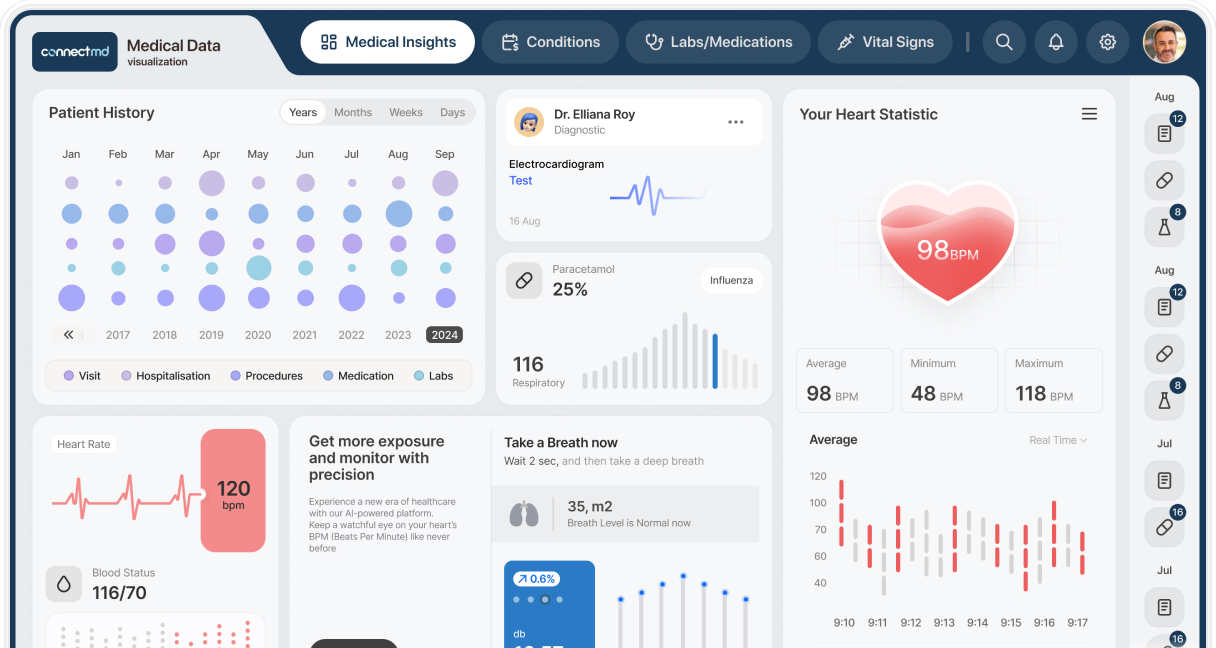 connectmd
Medical Data
visualization
Medical Insights
Conditions
Labs/Medications
Vital Signs
Patient History
Years Months Weeks Days
Jan Feb Mar Apr May Jun Jul Aug Sep
2017 2018 2019 2020 2021 2022 2023 2024
Visit Hospitalisation Procedures Medication Labs
Dr. Elliana Roy
Diagnostic
Electrocardiogram
Test
16 Aug
Paracetamol
25%
Influenza
116
Respiratory
Your Heart Statistic
98BPM
Average
98 BPM
Minimum
48 BPM
Maximum
118 BPM
Average
Real Time
120
100
70
60
40
9:10 9:11 9:12 9:13 9:14 9:15 9:16 9:17
Heart Rate
120
bpm
Blood Status
116/70
Get more exposure
and monitor with
precision
Experience a new era of healthcare
with our AI-powered platform.
Keep a watchful eye on your heart's
BPM (Beats Per Minute) like never
before
Take a Breath now
Wait 2 sec, and then take a deep breath
35, m2
Breath Level is Normal now
0.6%
db
Aug
12
8
Aug
12
8
Jul
16
Jul
16